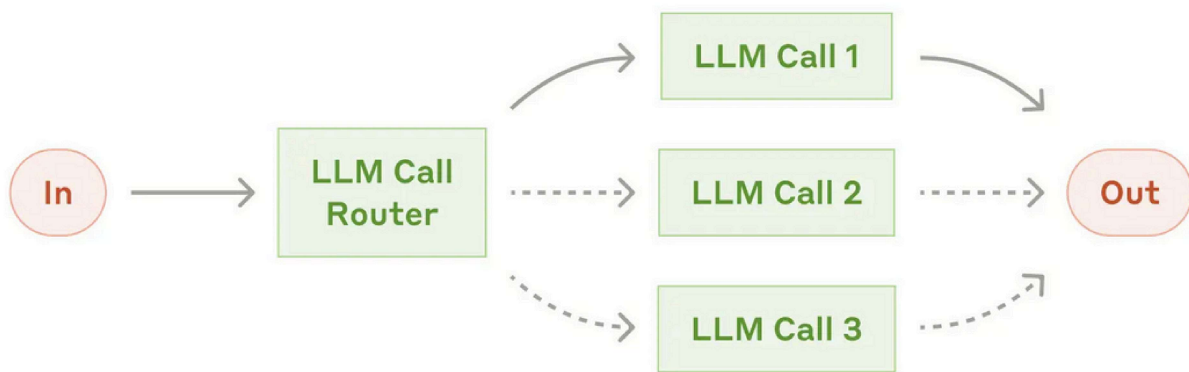 In
LLM Call
Router
LLM Call 1
LLM Call 2
LLM Call 3
Out